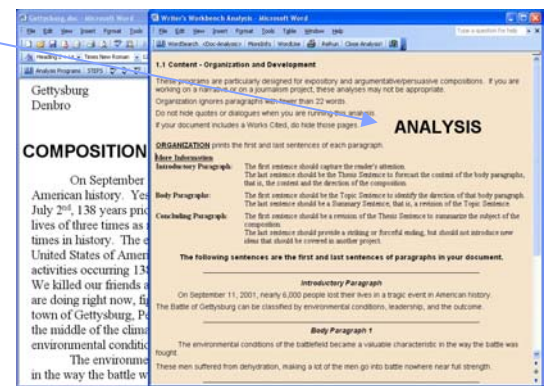 Gettysburg.doc - Microsoft Word
File Edit View Insert Format Tools
Times New Roman
Analysis Programs STEPS
Gettysburg
Denbro
COMPOSITION
On September
American history. Yes
July 2nd, 138 years prio
lives of three times as
times in history. The e
United States of Amer
activities occurring 138
We killed our friends a
are doing right now, fi
town of Gettysburg, Pe
the middle of the clima
environmental conditio
The environme
in the way the battle w
Writer's Workbench Analysis - Microsoft Word
File Edit View Insert Format Tools Table Window Help
Type a question for help
WordSearch <Doc-Analysis> MoreInfo WordUse Rerun Close Analysis!
1.1 Content - Organization and Development
These programs are particularly designed for expository and argumentative/persuasive compositions. If you are
working on a narrative or on a journalism project, these analyses may not be appropriate.
Organization ignores paragraphs with fewer than 22 words.
Do not hide quotes or dialogues when you are running this analysis.
If your document includes a Works Cited, do hide those pages.
ANALYSIS
ORGANIZATION prints the first and last sentences of each paragraph.
More Information
Introductory Paragraph: The first sentence should capture the reader's attention.
The last sentence should be the Thesis Sentence to forecast the content of the body paragraphs,
that is, the content and the direction of the composition.
Body Paragraphs: The first sentence should be the Topic Sentence to identify the direction of that body paragraph.
The last sentence should be a Summary Sentence, that is, a revision of the Topic Sentence.
Concluding Paragraph: The first sentence should be a revision of the Thesis Sentence to summarize the subject of the
composition.
The last sentence should provide a striking or forceful ending, but should not introduce new
ideas that should be covered in another project.
The following sentences are the first and last sentences of paragraphs in your document.
Introductory Paragraph
On September 11, 2001, nearly 6,000 people lost their lives in a tragic event in American history.
The Battle of Gettysburg can be classified by environmental conditions, leadership, and the outcome.
Body Paragraph 1
The environmental conditions of the battlefield became a valuable characteristic in the way the battle was
fought.
These men suffered from dehydration, making a lot of the men go into battle nowhere near full strength.